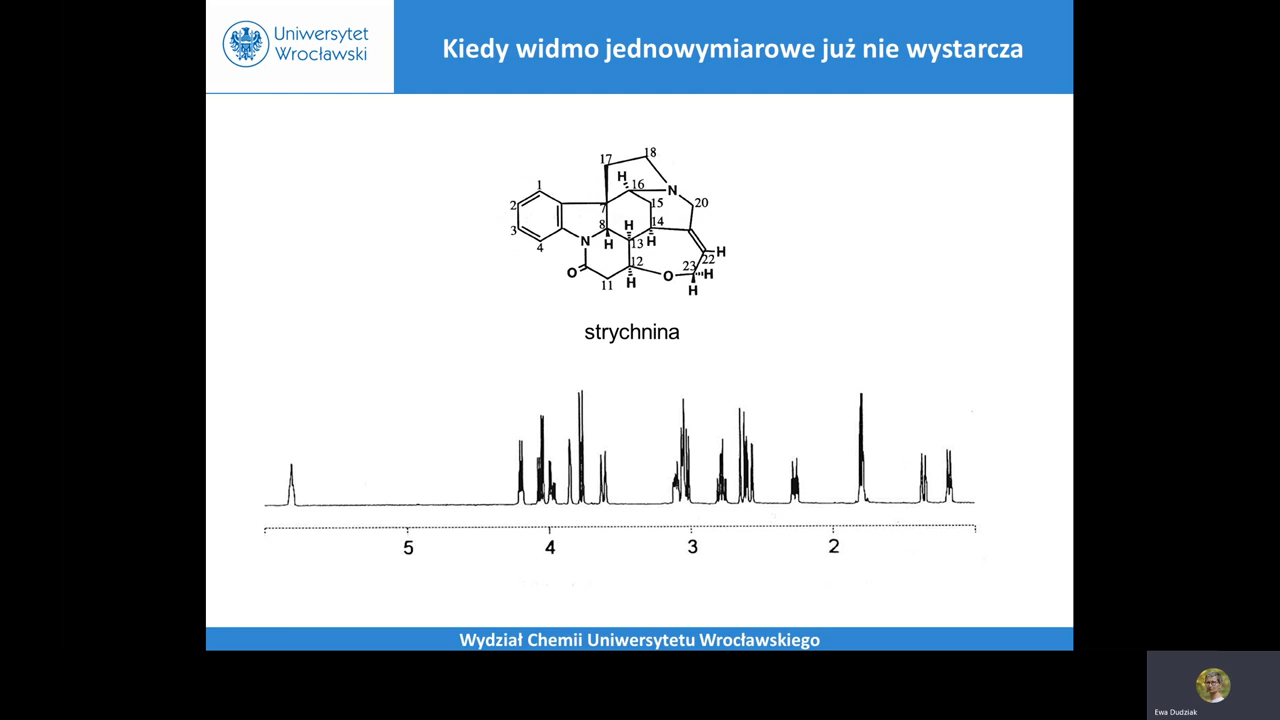 Uniwersytet
Wrocławski
Kiedy widmo jednowymiarowe już nie wystarcza
17
18
H
16
N
1
2
3
4
7
15
20
8
H
14
H
N
H
13
12
22
H
O
11
H
O
23
H
H
strychnina
5
4
3
2
Wydział Chemii Uniwersytetu Wrocławskiego
Ewa Dudziak